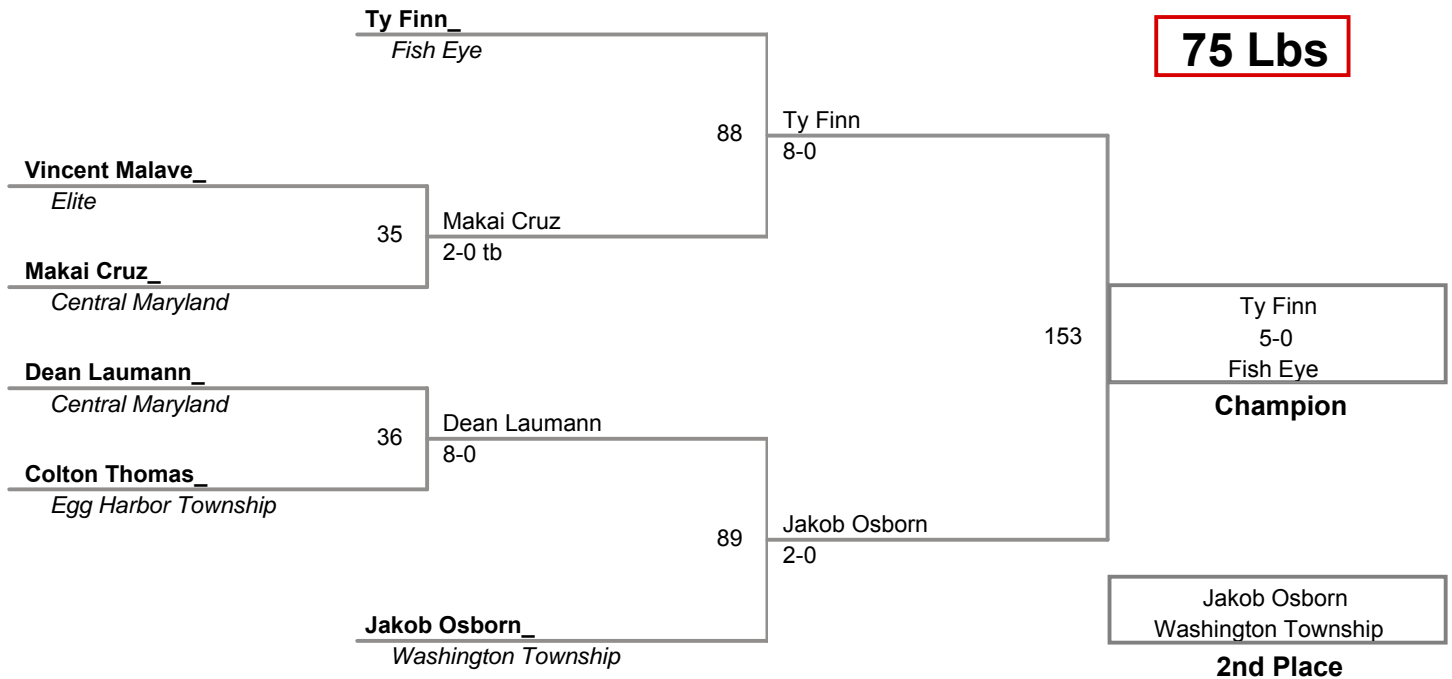 Ty Finn_
Fish Eye
75 Lbs
88
Ty Finn
8-0
Vincent Malave_
Elite
35
Makai Cruz
2-0 tb
Makai Cruz_
Central Maryland
153
Ty Finn
5-0
Fish Eye
Champion
Dean Laumann_
Central Maryland
36
Dean Laumann
8-0
Colton Thomas_
Egg Harbor Township
89
Jakob Osborn
2-0
Jakob Osborn_
Washington Township
Jakob Osborn
Washington Township
2nd Place